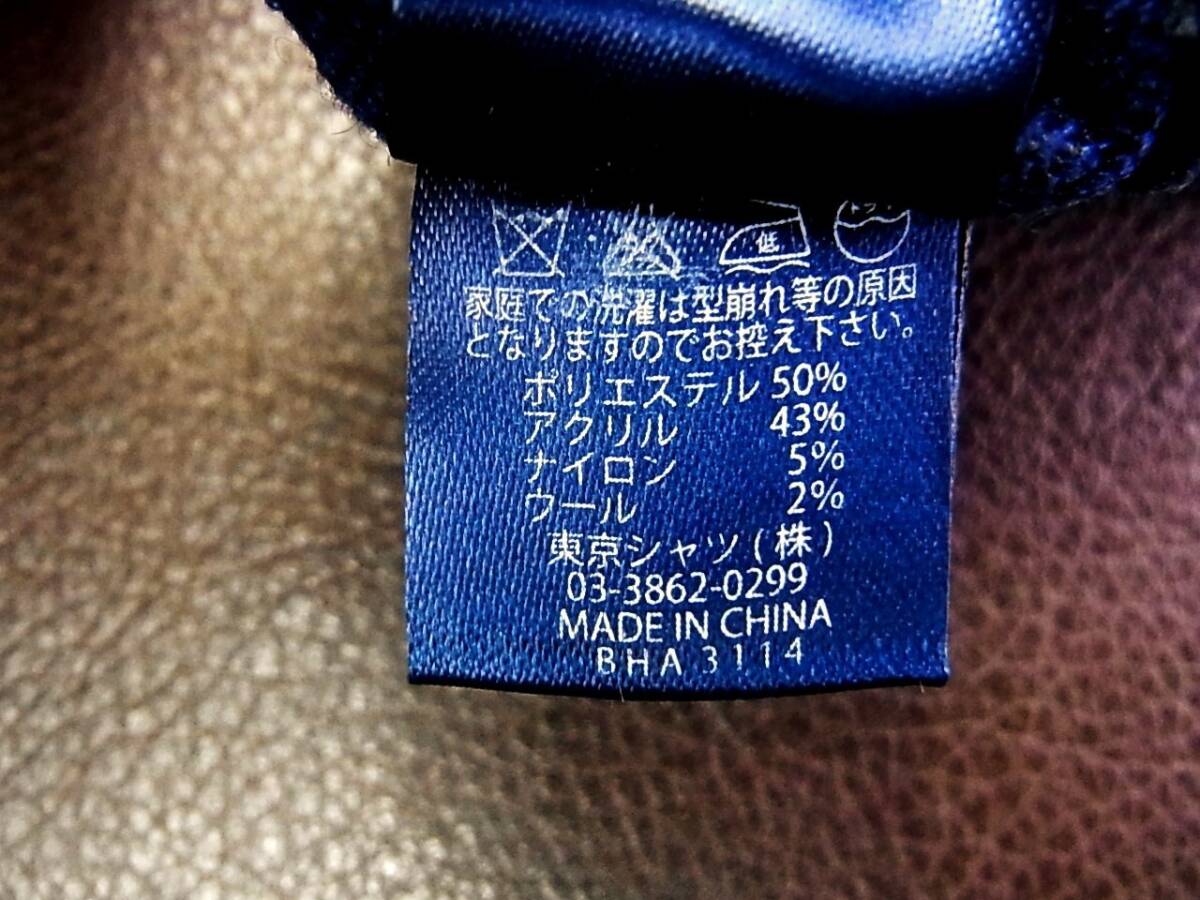 低
家庭での洗濯は型崩れ等の原因
となりますのでお控え下さい。
ポリエステル 50%
アクリル 43%
ナイロン 5%
ウール 2%
東京シャツ(株)
03-3862-0299
MADE IN CHINA
BHA 3114